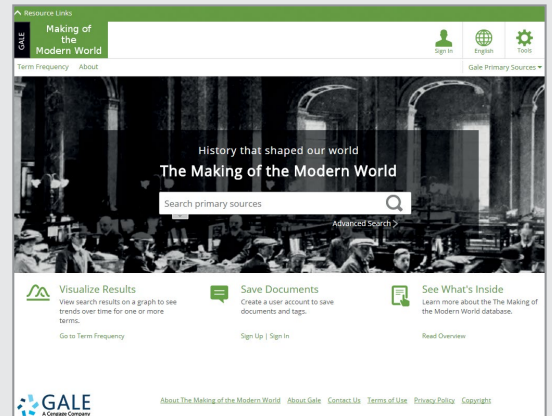 Resource Links
GALE
Making of
the
Modern World
Sign In
English
Tools
Term Frequency About
Gale Primary Sources
History that shaped our world
The Making of the Modern World
Search primary sources
Advanced Search >
Visualize Results
View search results on a graph to see
trends over time for one or more
terms.
Go to Term Frequency
Save Documents
Create a user account to save
documents and tags.
Sign Up | Sign In
See What's Inside
Learn more about the The Making of
the Modern World database.
Read Overview
GALE
A Cengage Company
About The Making of the Modern World About Gale Contact Us Terms of Use Privacy Policy Copyright